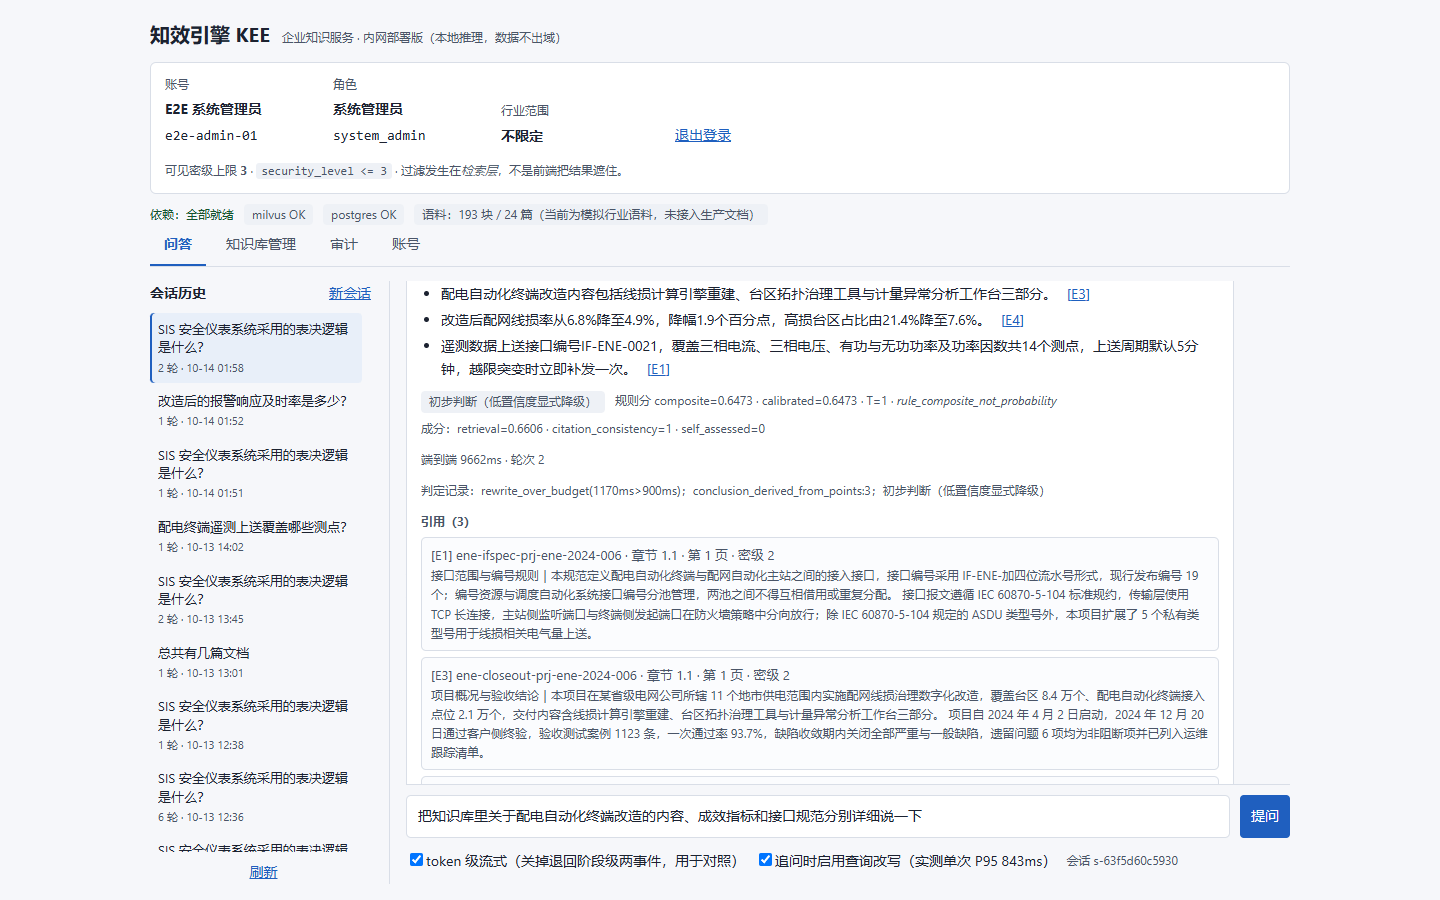 知效引擎 KEE 企业知识服务 · 内网部署版（本地推理，数据不出域）
账号 角色
E2E 系统管理员 系统管理员 行业范围
e2e-admin-01 system_admin 不限定 退出登录
可见密级上限 3 · security_level <= 3 · 过滤发生在检索层，不是前端把结果遮住。
依赖：全部就绪 milvus OK postgres OK 语料：193 块 / 24 篇（当前为模拟行业语料，未接入生产文档）
问答 知识库管理 审计 账号
会话历史 新会话
SIS 安全仪表系统采用的表决逻辑
是什么？
2 轮 · 10-14 01:58
改造后的报警响应及时率是多少？
1 轮 · 10-14 01:52
SIS 安全仪表系统采用的表决逻辑
是什么？
1 轮 · 10-14 01:51
配电终端遥测上送覆盖哪些测点？
1 轮 · 10-13 14:02
SIS 安全仪表系统采用的表决逻辑
是什么？
2 轮 · 10-13 13:45
总共有几篇文档
1 轮 · 10-13 13:01
SIS 安全仪表系统采用的表决逻辑
是什么？
1 轮 · 10-13 12:38
SIS 安全仪表系统采用的表决逻辑
是什么？
6 轮 · 10-13 12:36
SIS 安全仪表系统采用的表决逻辑
刷新
配电自动化终端改造内容包括线损计算引擎重建、台区拓扑治理工具与计量异常分析工作台三部分。 [E3]
改造后配网线损率从6.8%降至4.9%，降幅1.9个百分点，高损台区占比由21.4%降至7.6%。 [E4]
遥测数据上送接口编号IF-ENE-0021，覆盖三相电流、三相电压、有功与无功功率及功率因数共14个测点，上送周期默认5分
钟，越限突变时立即补发一次。 [E1]
初步判断（低置信度显式降级） 规则分 composite=0.6473 · calibrated=0.6473 · T=1 · rule_composite_not_probability
成分：retrieval=0.6606 · citation_consistency=1 · self_assessed=0
端到端 9662ms · 轮次 2
判定记录：rewrite_over_budget(1170ms>900ms)；conclusion_derived_from_points:3；初步判断（低置信度显式降级）
引用（3）
[E1] ene-ifspec-prj-ene-2024-006 · 章节 1.1 · 第 1 页 · 密级 2
接口范围与编号规则 | 本规范定义配电自动化终端与配网自动化主站之间的接入接口，接口编号采用 IF-ENE-加四位流水号形式，现行发布编号 19
个；编号资源与调度自动化系统接口编号分池管理，两池之间不得互相借用或重复分配。 接口报文遵循 IEC 60870-5-104 标准规约，传输层使用
TCP 长连接，主站侧监听端口与终端侧发起端口在防火墙策略中分向放行；除 IEC 60870-5-104 规定的 ASDU 类型号外，本项目扩展了 5 个私有类
型号用于线损相关电气量上送。
[E3] ene-closeout-prj-ene-2024-006 · 章节 1.1 · 第 1 页 · 密级 2
项目概况与验收结论 | 本项目在某省级电网公司所辖 11 个地市供电范围内实施配网线损治理数字化改造，覆盖台区 8.4 万个、配电自动化终端接入
点位 2.1 万个，交付内容含线损计算引擎重建、台区拓扑治理工具与计量异常分析工作台三部分。 项目自 2024 年 4 月 2 日启动，2024 年 12 月 20
日通过客户侧终验，验收测试案例 1123 条，一次通过率 93.7%，缺陷收敛期内关闭全部严重与一般缺陷，遗留问题 6 项均为非阻断项并已列入运维
跟踪清单。
把知识库里关于配电自动化终端改造的内容、成效指标和接口规范分别详细说一下 提问
token 级流式（关掉退回阶段级两事件，用于对照） 追问时启用查询改写（实测单次 P95 843ms） 会话 s-63f5d60c5930